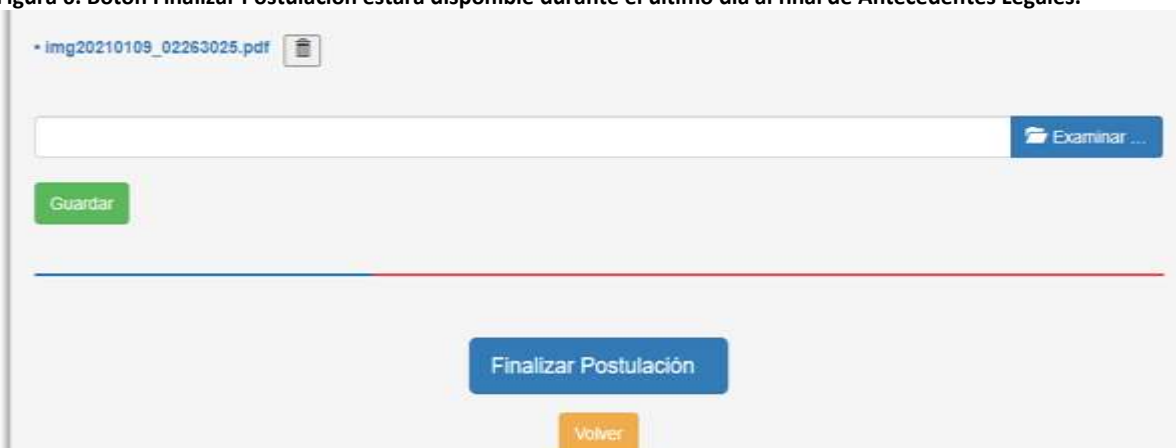 Figura 6. Botón Finalizar Postulación estará disponible durante el último día al final de Antecedentes Legales.
• img20210109_02263025.pdf
Examinar ...
Guardar
Finalizar Postulación
Volver